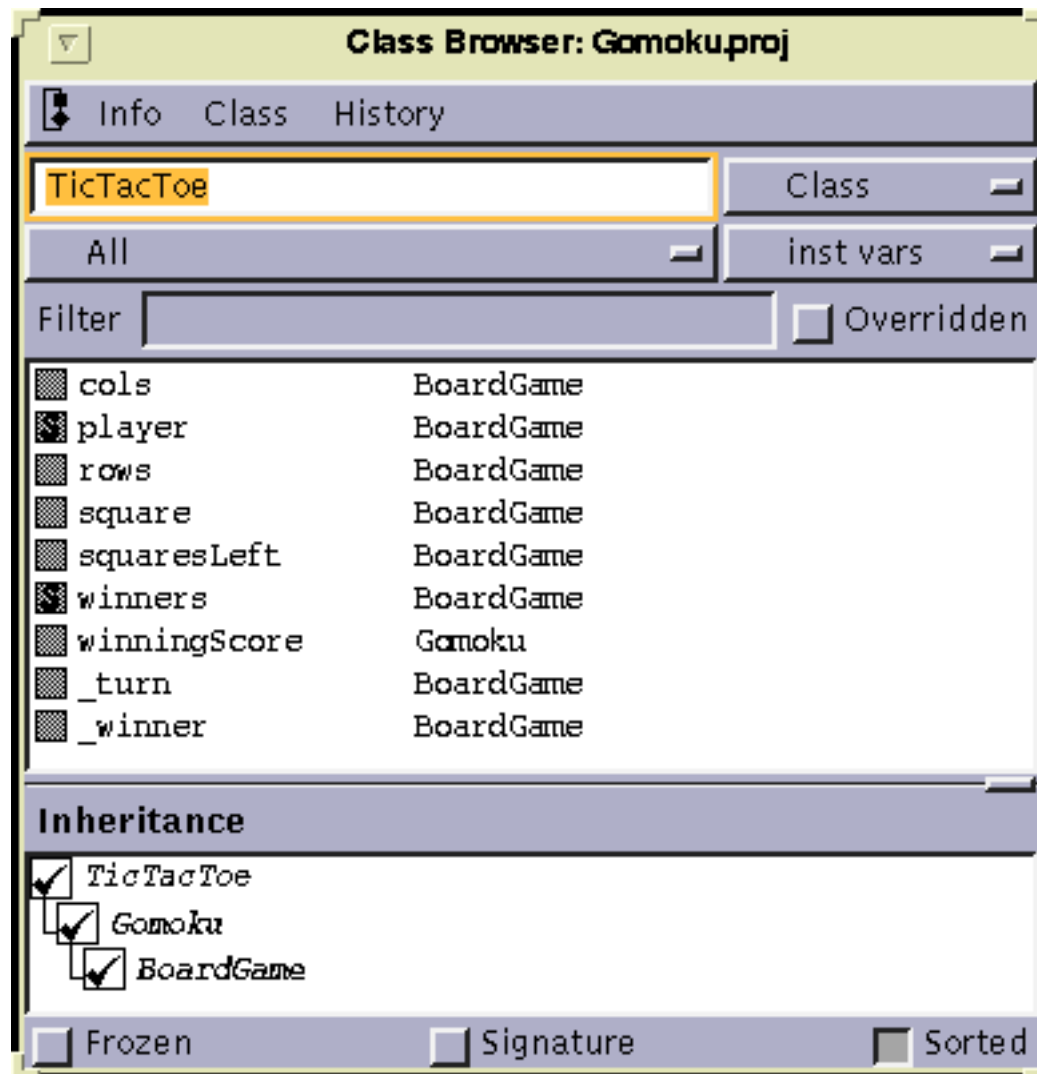 Class Browser: Gomoku.proj
Info Class History
TicTacToe Class
All inst vars
Filter Overridden
cols BoardGame
S player BoardGame
rows BoardGame
square BoardGame
squaresLeft BoardGame
S winners BoardGame
winningScore Gomoku
_turn BoardGame
_winner BoardGame
Inheritance
TicTacToe
Gomoku
BoardGame
Frozen Signature Sorted